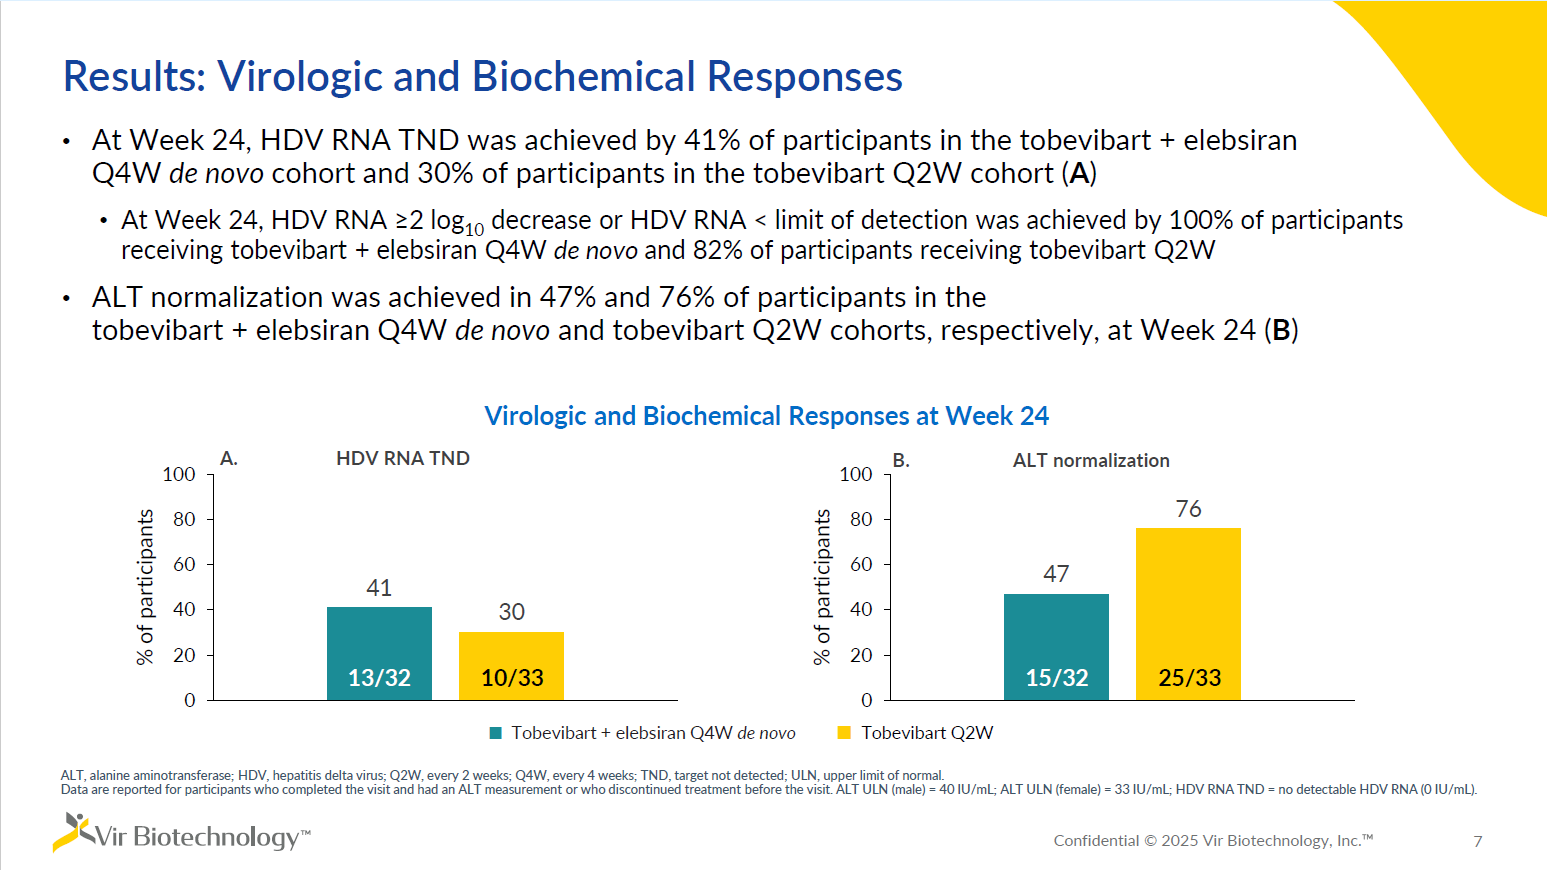 Results: Virologic and Biochemical Responses
• At Week 24, HDV RNA TND was achieved by 41% of participants in the tobevibart + elebsiran
Q4W de novo cohort and 30% of participants in the tobevibart Q2W cohort (A)
• At Week 24, HDV RNA ≥2 log10 decrease or HDV RNA < limit of detection was achieved by 100% of participants
receiving tobevibart + elebsiran Q4W de novo and 82% of participants receiving tobevibart Q2W
• ALT normalization was achieved in 47% and 76% of participants in the
tobevibart + elebsiran Q4W de novo and tobevibart Q2W cohorts, respectively, at Week 24 (B)
Virologic and Biochemical Responses at Week 24
A. HDV RNA TND
% of participants
100
80
60
40
20
0
41
30
13/32
10/33
B. ALT normalization
% of participants
100
80
60
40
20
0
47
76
15/32
25/33
Tobevibart + elebsiran Q4W de novo
Tobevibart Q2W
ALT, alanine aminotransferase; HDV, hepatitis delta virus; Q2W, every 2 weeks; Q4W, every 4 weeks; TND, target not detected; ULN, upper limit of normal.
Data are reported for participants who completed the visit and had an ALT measurement or who discontinued treatment before the visit. ALT ULN (male) = 40 IU/mL; ALT ULN (female) = 33 IU/mL; HDV RNA TND = no detectable HDV RNA (0 IU/mL).
Vir Biotechnology™
Confidential © 2025 Vir Biotechnology, Inc.™
7